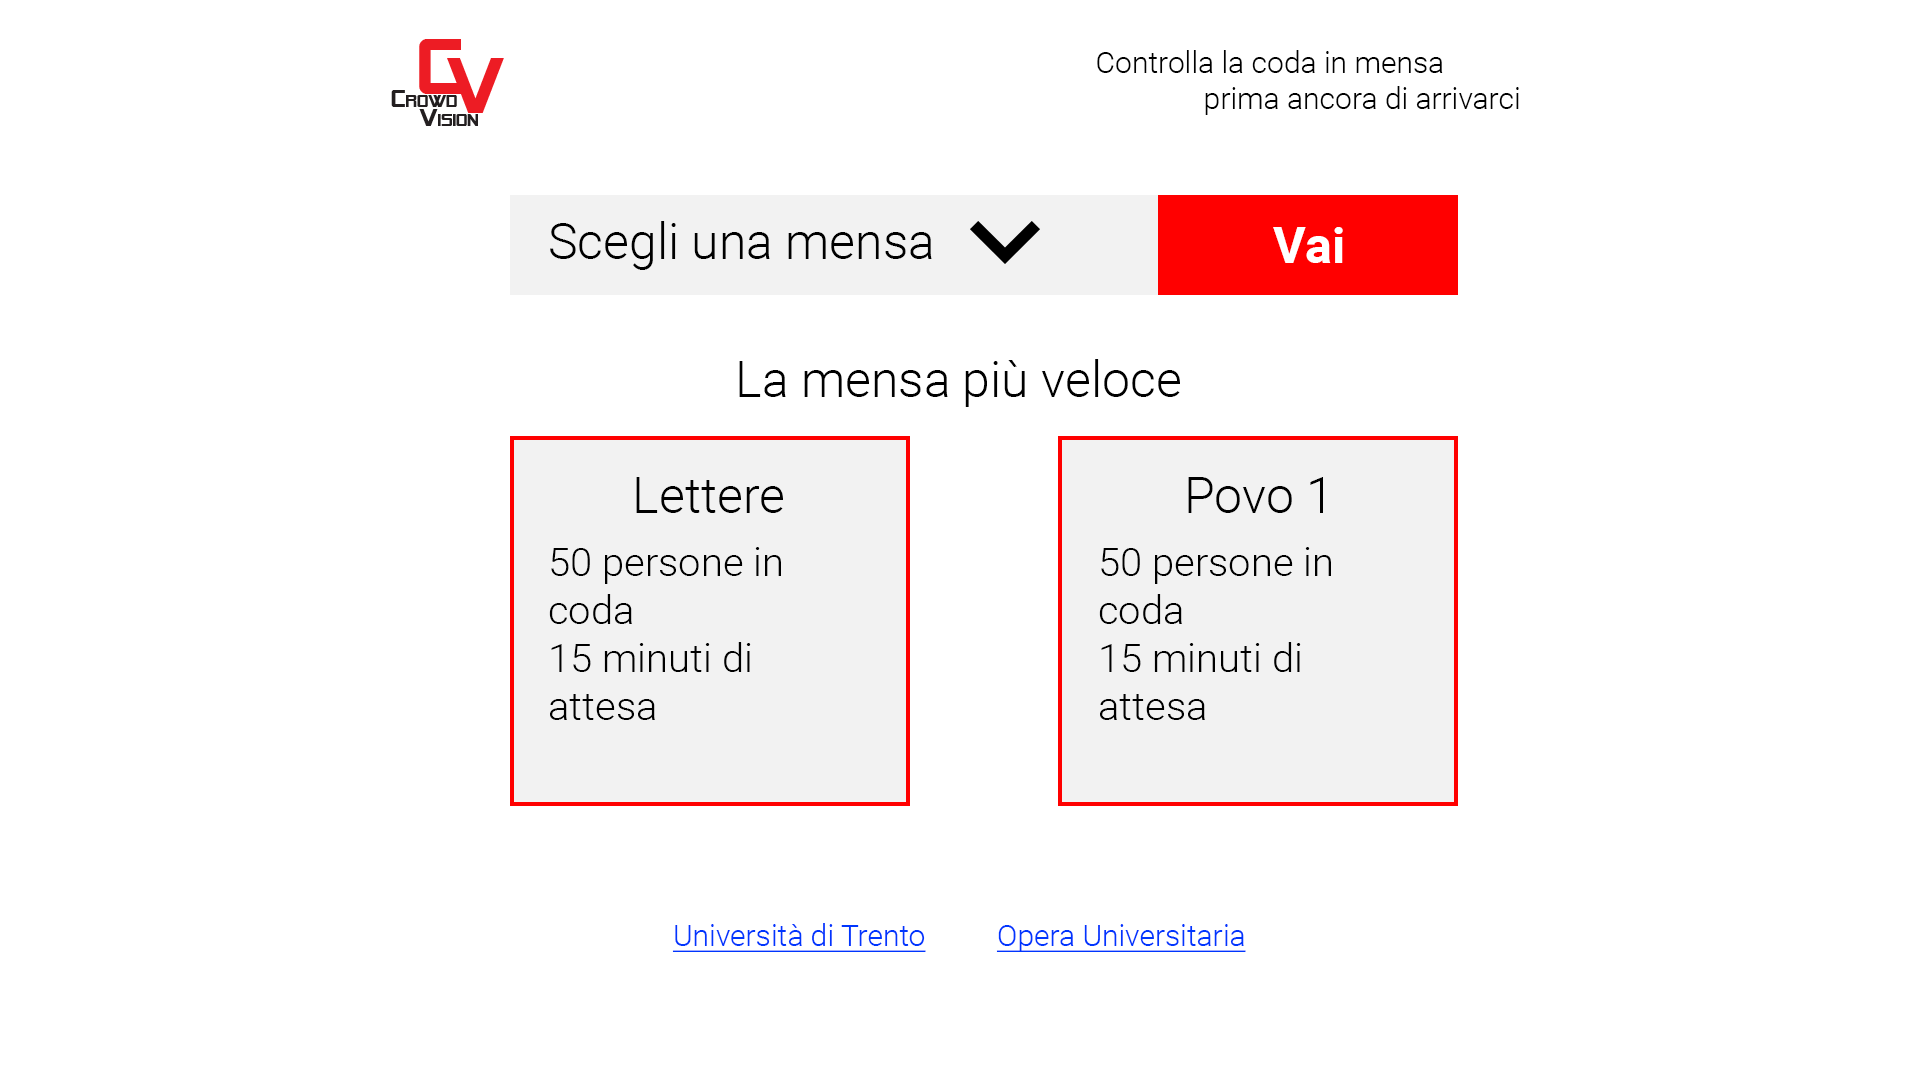 CROWD
VISION
CV
Controlla la coda in mensa
prima ancora di arrivarci
Scegli una mensa
Vai
La mensa più veloce
Lettere
50 persone in
coda
15 minuti di
attesa
Povo 1
50 persone in
coda
15 minuti di
attesa
Università di Trento
Opera Universitaria